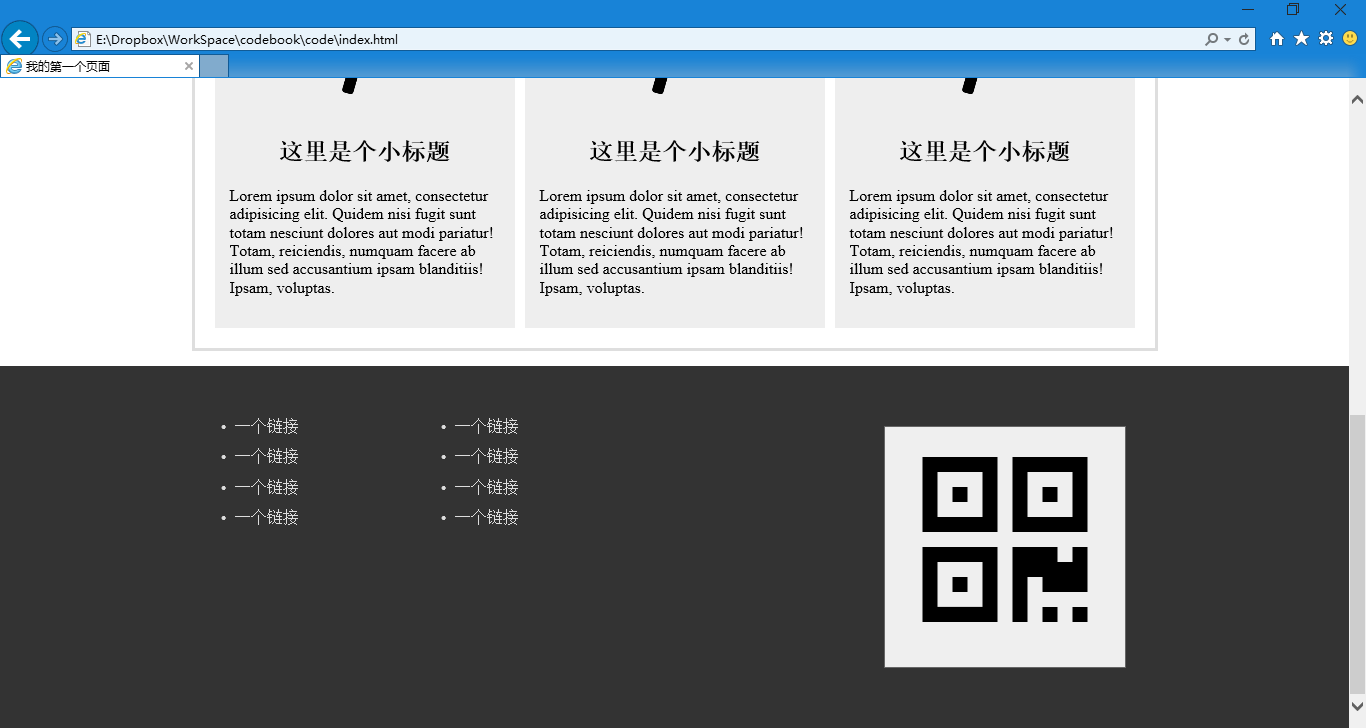 E:\Dropbox\WorkSpace\codebook\code\index.html
我的第一个页面
这里是个小标题
Lorem ipsum dolor sit amet, consectetur
adipisicing elit. Quidem nisi fugit sunt
totam nesciunt dolores aut modi pariatur!
Totam, reiciendis, numquam facere ab
illum sed accusantium ipsam blanditiis!
Ipsam, voluptas.
这里是个小标题
Lorem ipsum dolor sit amet, consectetur
adipisicing elit. Quidem nisi fugit sunt
totam nesciunt dolores aut modi pariatur!
Totam, reiciendis, numquam facere ab
illum sed accusantium ipsam blanditiis!
Ipsam, voluptas.
这里是个小标题
Lorem ipsum dolor sit amet, consectetur
adipisicing elit. Quidem nisi fugit sunt
totam nesciunt dolores aut modi pariatur!
Totam, reiciendis, numquam facere ab
illum sed accusantium ipsam blanditiis!
Ipsam, voluptas.
• 一个链接
• 一个链接
• 一个链接
• 一个链接
• 一个链接
• 一个链接
• 一个链接
• 一个链接